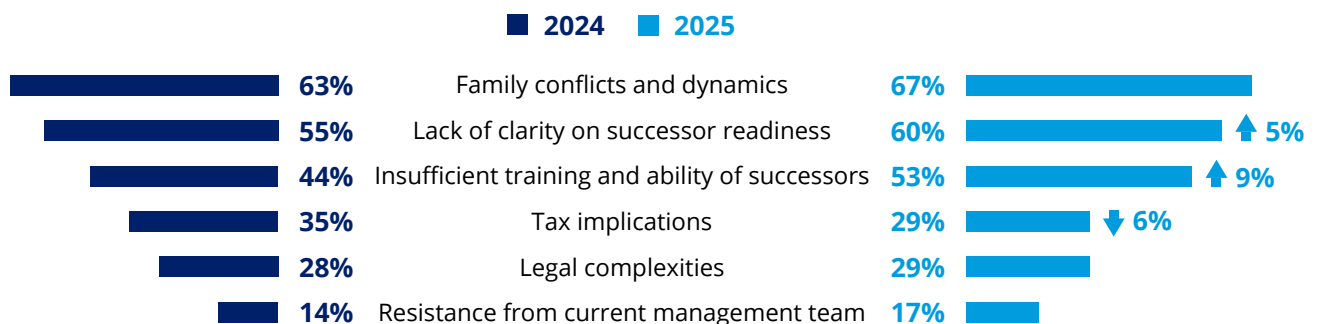 2024 2025
63% Family conflicts and dynamics 67%
55% Lack of clarity on successor readiness 60% 5%
44% Insufficient training and ability of successors 53% 9%
35% Tax implications 29% 6%
28% Legal complexities 29%
14% Resistance from current management team 17%